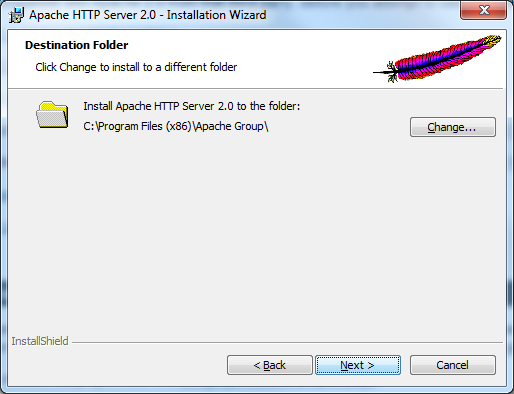 Apache HTTP Server 2.0 - Installation Wizard
Destination Folder
Click Change to install to a different folder
Install Apache HTTP Server 2.0 to the folder:
C:\Program Files (x86)\Apache Group\
Change...
InstallShield
< Back
Next >
Cancel